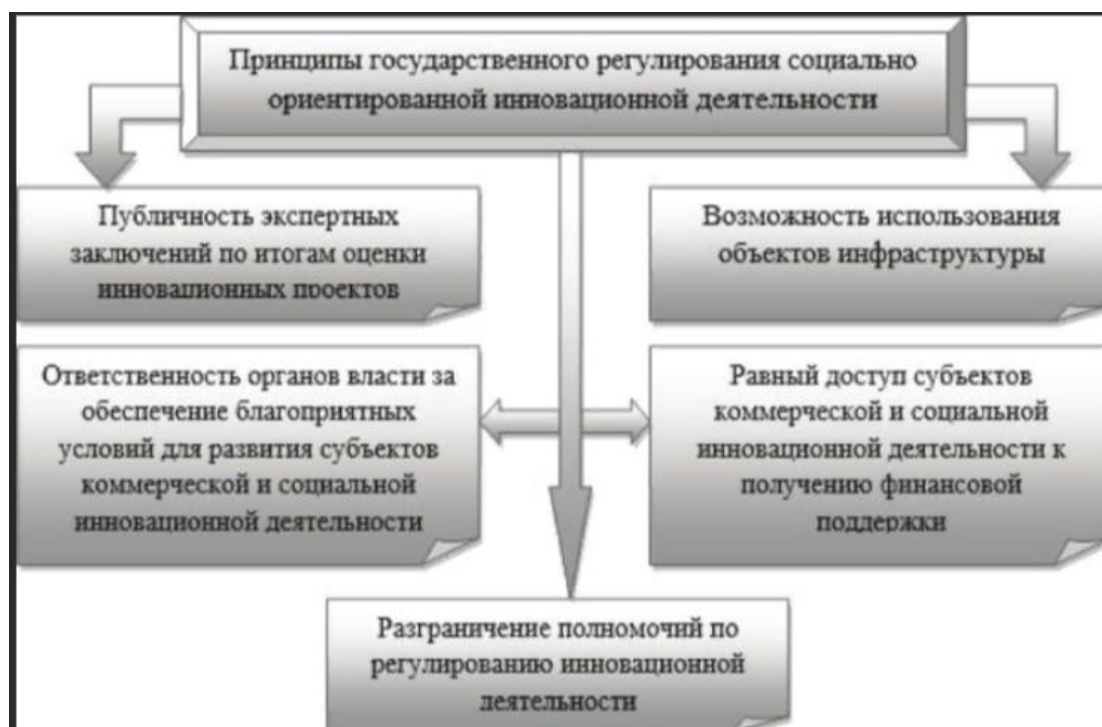 Принципы государственного регулирования социально
ориентированной инновационной деятельности
Публичность экспертных
заключений по итогам оценки
инновационных проектов
Возможность использования
объектов инфраструктуры
Ответственность органов власти за
обеспечение благоприятных
условий для развития субъектов
коммерческой и социальной
инновационной деятельности
Равный доступ субъектов
коммерческой и социальной
инновационной деятельности к
получению финансовой
поддержки
Разграничение полномочий по
регулированию инновационной
деятельности